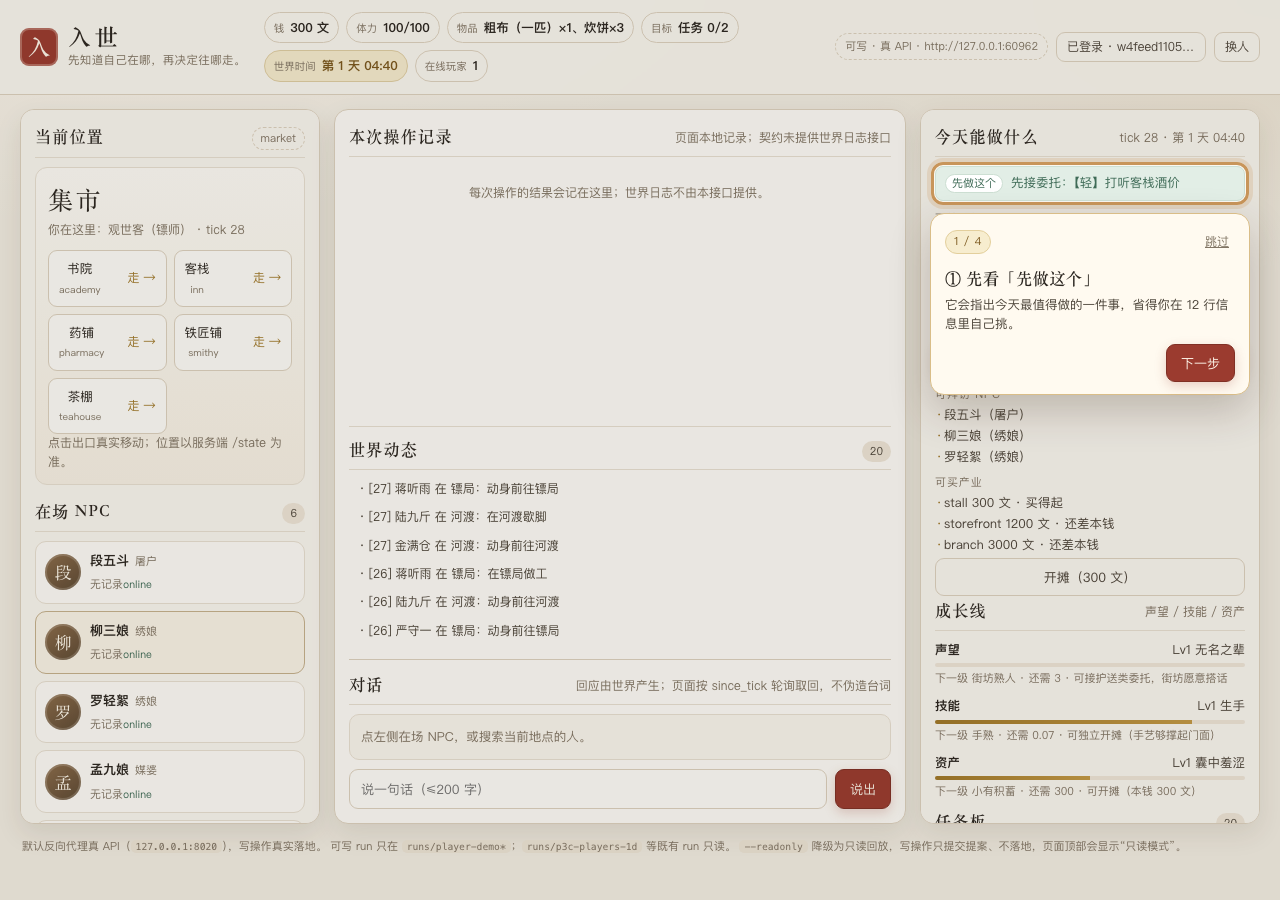 入
入世
先知道自己在哪，再决定往哪走。
钱 300 文
体力 100/100
物品 粗布（一匹）×1、炊饼×3
目标 任务 0/2
世界时间 第 1 天 04:40
在线玩家 1
可写 · 真 API · http://127.0.0.1:60962
已登录 · w4feed1105…
换人
当前位置
market
集市
你在这里：观世客（镖师） · tick 28
书院
academy
走 →
客栈
inn
走 →
药铺
pharmacy
走 →
铁匠铺
smithy
走 →
茶棚
teahouse
走 →
点击出口真实移动；位置以服务端 /state 为
准。
在场 NPC
6
段
段五斗 屠户
无记录online
柳
柳三娘 绣娘
无记录online
罗
罗轻絮 绣娘
无记录online
孟
孟九娘 媒婆
无记录online
本次操作记录
页面本地记录；契约未提供世界日志接口
每次操作的结果会记在这里；世界日志不由本接口提供。
世界动态
20
· [27] 蒋听雨 在 镖局：动身前往镖局
· [27] 陆九斤 在 河渡：在河渡歇脚
· [27] 金满仓 在 河渡：动身前往河渡
· [26] 蒋听雨 在 镖局：在镖局做工
· [26] 陆九斤 在 河渡：动身前往河渡
· [26] 严守一 在 镖局：动身前往镖局
对话
回应由世界产生；页面按 since_tick 轮询取回，不伪造台词
点左侧在场 NPC，或搜索当前地点的人。
说一句话（≤200 字）
说出
今天能做什么
tick 28 · 第 1 天 04:40
先做这个
先接委托：【轻】打听客栈酒价
1 / 4
跳过
① 先看「先做这个」
它会指出今天最值得做的一件事，省得你在 12 行信
息里自己挑。
下一步
可拜访 NPC
· 段五斗（屠户）
· 柳三娘（绣娘）
· 罗轻絮（绣娘）
可买产业
· stall 300 文 · 买得起
· storefront 1200 文 · 还差本钱
· branch 3000 文 · 还差本钱
开摊（300 文）
成长线
声望 / 技能 / 资产
声望
Lv1 无名之辈
下一级 街坊熟人 · 还需 3 · 可接护送类委托，街坊愿意搭话
技能
Lv1 生手
下一级 手熟 · 还需 0.07 · 可独立开摊（手艺够撑起门面）
资产
Lv1 囊中羞涩
下一级 小有积蓄 · 还需 300 · 可开摊（本钱 300 文）
任务板
20
默认反向代理真 API（ 127.0.0.1:8020 ），写操作真实落地。 可写 run 只在 runs/player-demo* ； runs/p3c-players-1d 等既有 run 只读。 --readonly 降级为只读回放，写操作只提交提案、不落地，页面顶部会显示“只读模式”。